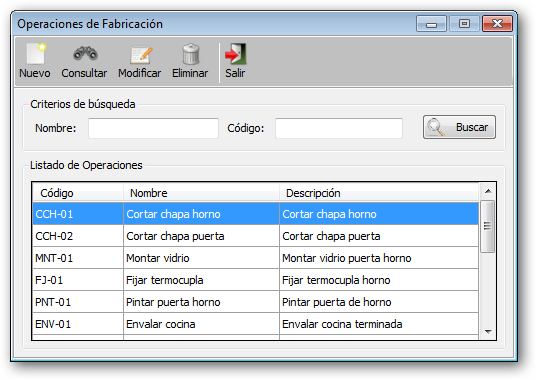 Operaciones de Fabricación
Nuevo Consultar Modificar Eliminar Salir
Criterios de búsqueda
Nombre: Código: Buscar
Listado de Operaciones
Código Nombre Descripción
CCH-01 Cortar chapa horno Cortar chapa horno
CCH-02 Cortar chapa puerta Cortar chapa puerta
MNT-01 Montar vidrio Montar vidrio puerta horno
FJ-01 Fijar termocupla Fijar termocupla horno
PNT-01 Pintar puerta horno Pintar puerta de horno
ENV-01 Envalar cocina Envalar cocina terminada